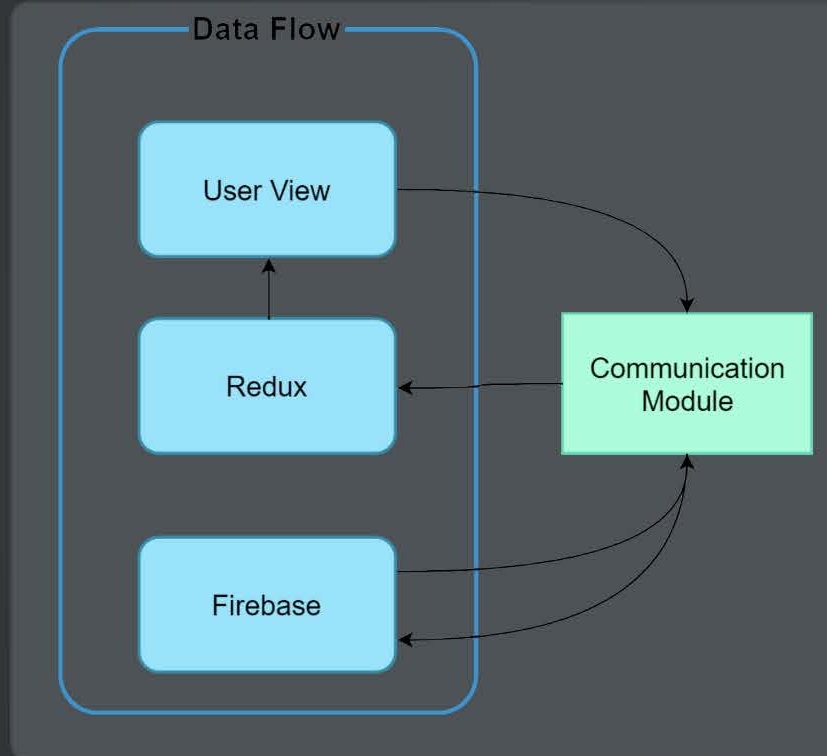 Data Flow
User View
Redux
Communication
Module
Firebase